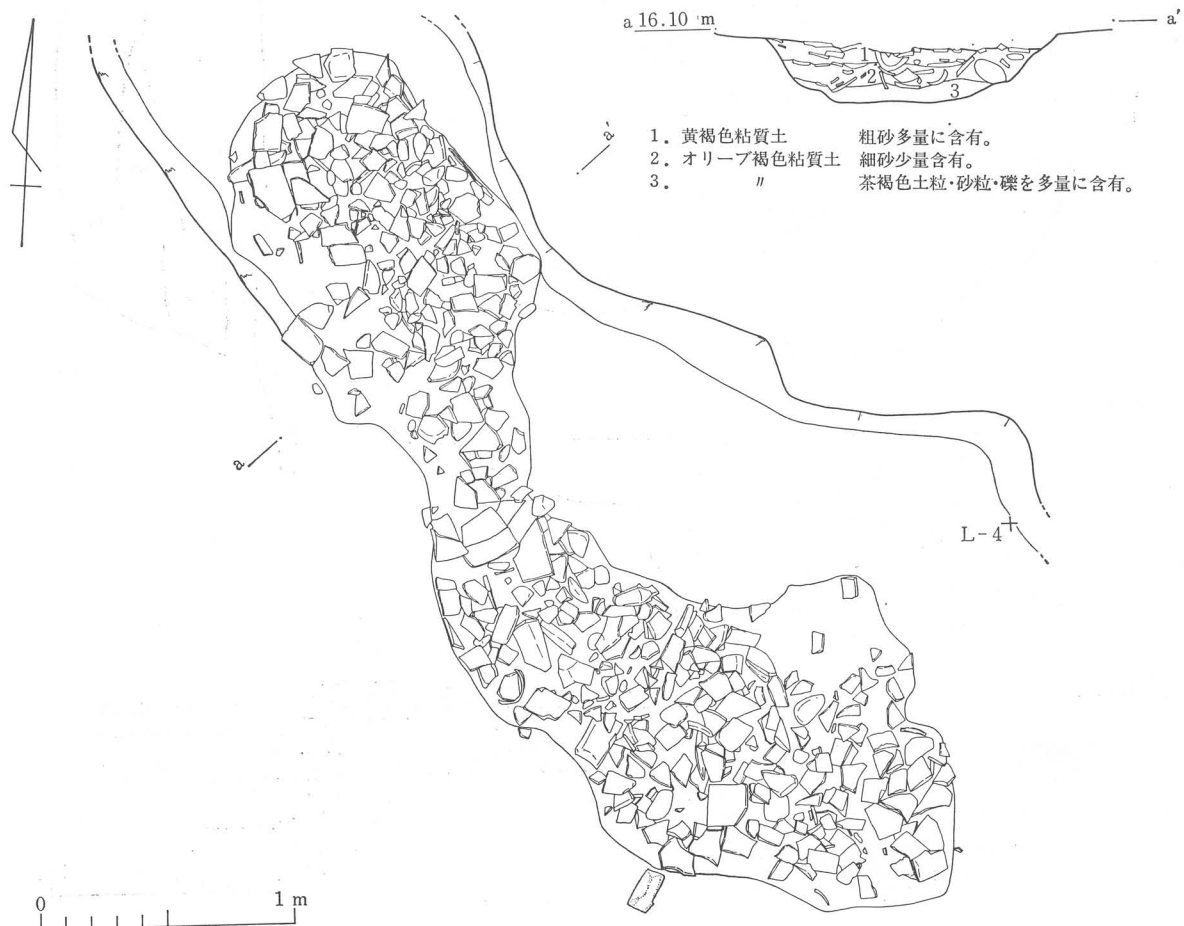 a 16.10 m
a'
1
2
3
1. 黄褐色粘質土 粗砂多量に含有。
2. オリーブ褐色粘質土 細砂少量含有。
3. 〃 茶褐色土粒・砂粒・礫を多量に含有。
a'
a
L-4
0 1 m